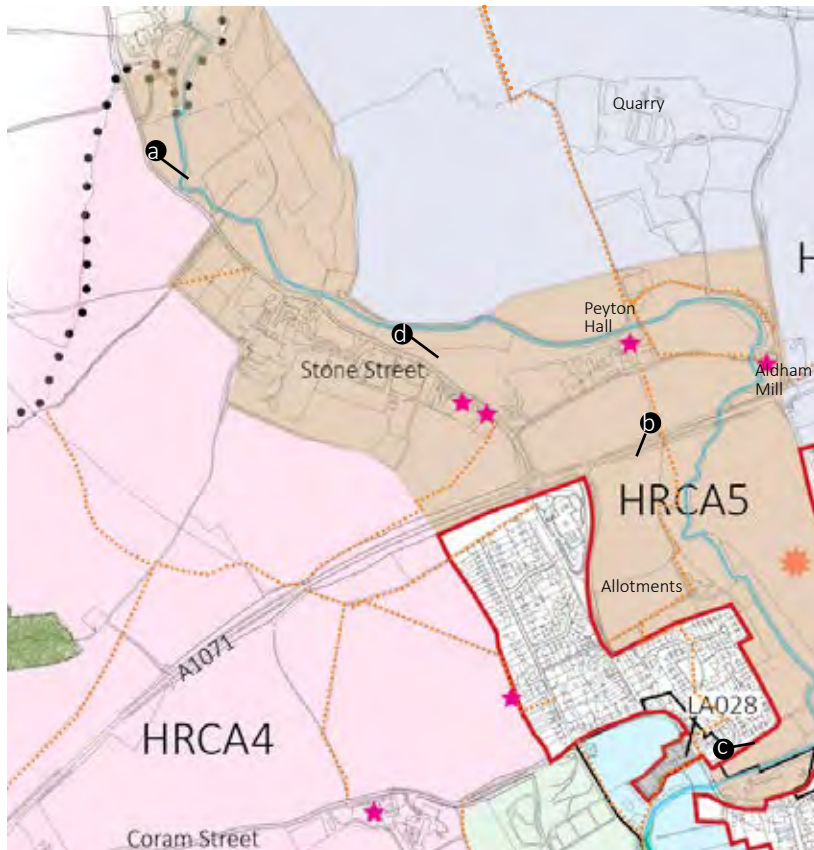 Quarry
a
H
Peyton
Hall
d
Stone Street
Aldham
Mill
b
HRCA5
Allotments
A1071
LA028
HRCA4
c
Coram Street